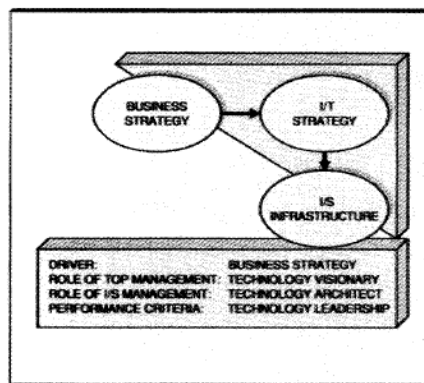 BUSINESS
STRATEGY
I/T
STRATEGY
I/S
INFRASTRUCTURE
DRIVER: BUSINESS STRATEGY
ROLE OF TOP MANAGEMENT: TECHNOLOGY VISIONARY
ROLE OF I/S MANAGEMENT: TECHNOLOGY ARCHITECT
PERFORMANCE CRITERIA: TECHNOLOGY LEADERSHIP